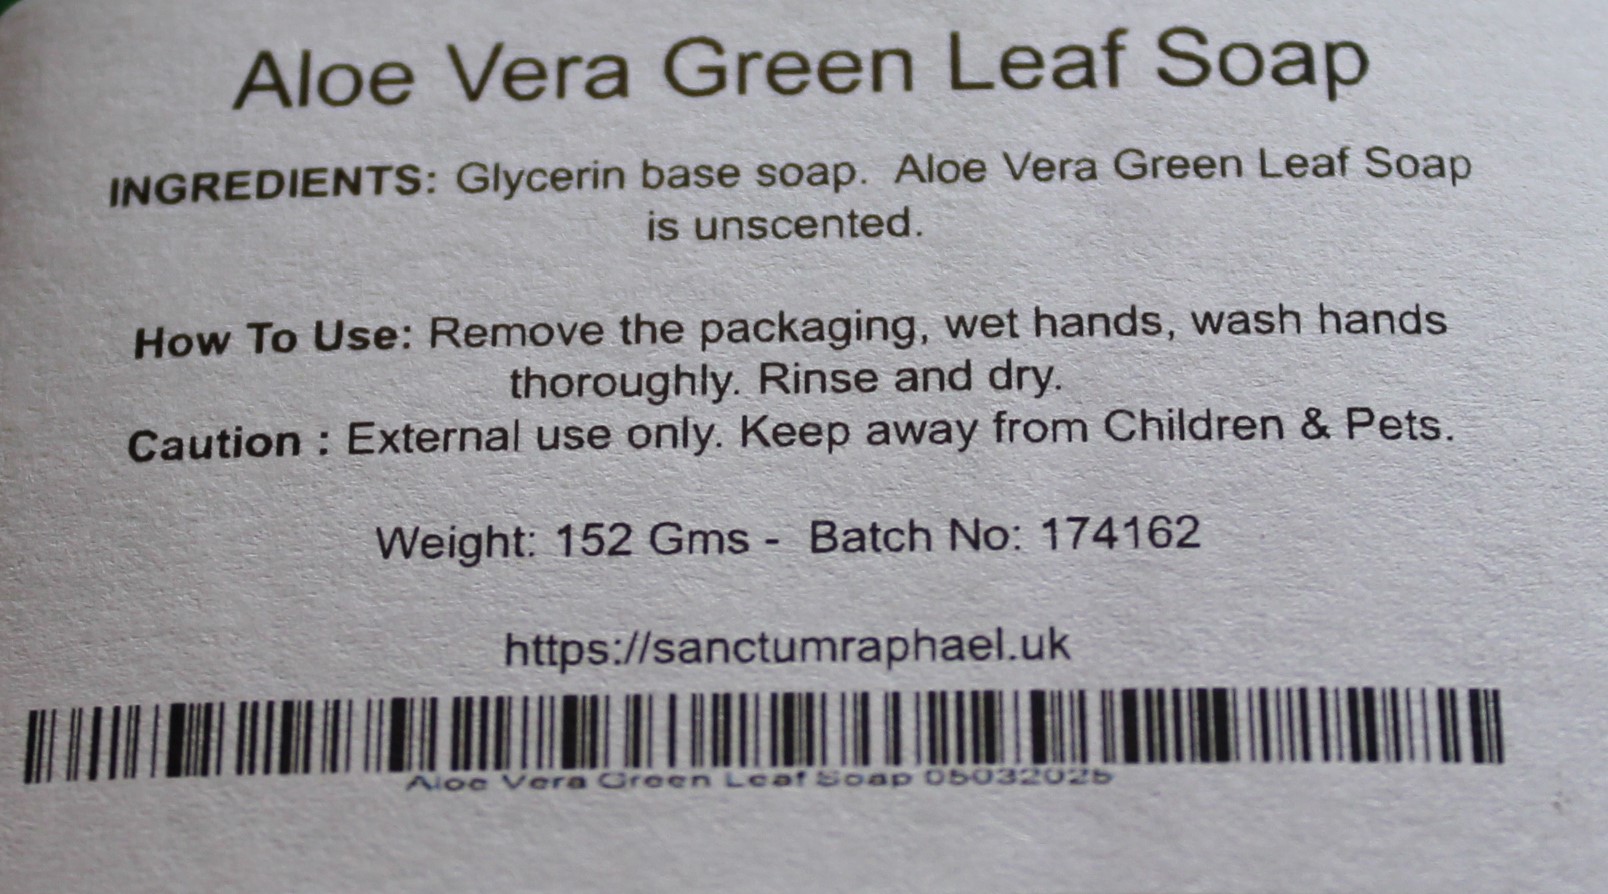 Aloe Vera Green Leaf Soap
INGREDIENTS: Glycerin base soap. Aloe Vera Green Leaf Soap
is unscented.
How To Use: Remove the packaging, wet hands, wash hands
thoroughly. Rinse and dry.
Caution : External use only. Keep away from Children & Pets.
Weight: 152 Gms - Batch No: 174162
https://sanctumraphael.uk
Aloe Vera Green Leaf Soap 05032025